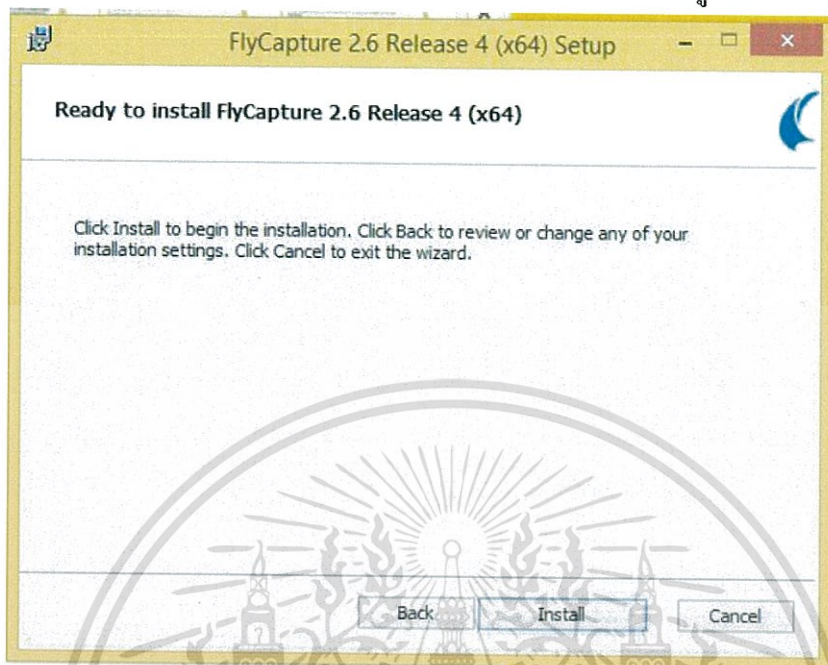 FlyCapture 2.6 Release 4 (x64) Setup
Ready to install FlyCapture 2.6 Release 4 (x64)
Click Install to begin the installation. Click Back to review or change any of your
installation settings. Click Cancel to exit the wizard.
Back Install Cancel